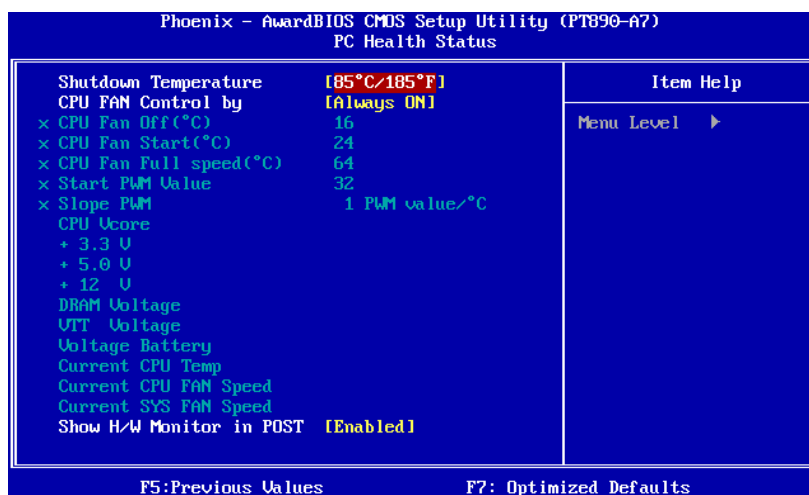 Phoenix - AwardBIOS CMOS Setup Utility (PT890-A7)
PC Health Status
Shutdown Temperature [85°C/185°F]
CPU FAN Control by [Always ON]
x CPU Fan Off(°C) 16
x CPU Fan Start(°C) 24
x CPU Fan Full speed(°C) 64
x Start PWM Value 32
x Slope PWM 1 PWM value/°C
CPU Vcore
+ 3.3 V
+ 5.0 V
+ 12 V
DRAM Voltage
VTT Voltage
Voltage Battery
Current CPU Temp
Current CPU FAN Speed
Current SYS FAN Speed
Show H/W Monitor in POST [Enabled]
Item Help
Menu Level ▶
F5:Previous Values F7: Optimized Defaults